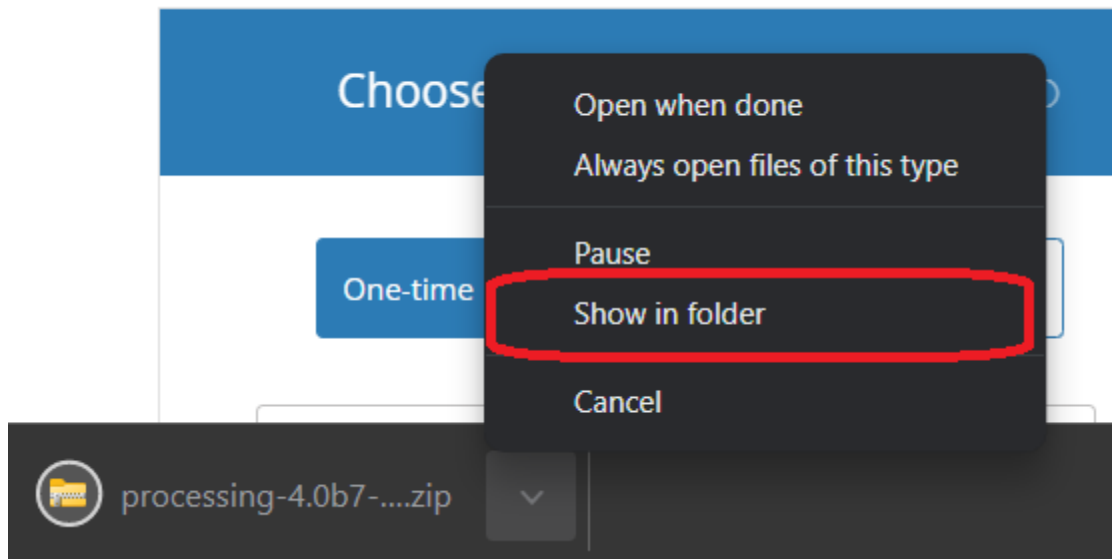 Choose
Open when done
Always open files of this type
Pause
One-time
Show in folder
Cancel
processing-4.0b7-....zip